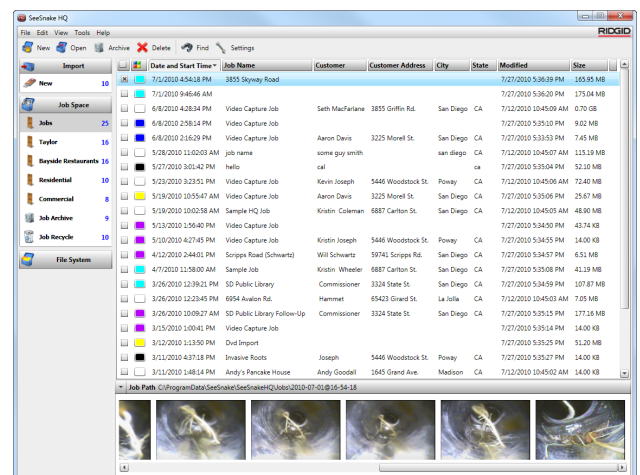 SeeSnake HQ
File Edit View Tools Help
RIDGID
New Open Archive Delete Find Settings
Import
New 10
Job Space
Jobs 25
Taylor 16
Bayside Restaurants 16
Residential 10
Commercial 8
Job Archive 9
Job Recycle 10
File System
Date and Start Time Job Name Customer Customer Address City State Modified Size
7/1/2010 4:54:18 PM 3855 Skyway Road 7/27/2010 5:36:39 PM 165.95 MB
7/1/2010 9:46:46 AM 7/27/2010 5:36:20 PM 175.04 MB
6/8/2010 4:28:34 PM Video Capture Job Seth MacFarlane 3855 Griffin Rd. San Diego CA 7/12/2010 10:45:09 AM 0.70 GB
6/8/2010 2:58:14 PM Video Capture Job 7/27/2010 5:35:10 PM 9.02 MB
6/8/2010 2:16:29 PM Video Capture Job Aaron Davis 3225 Morell St. San Diego CA 7/27/2010 5:33:53 PM 7.45 MB
5/28/2010 11:02:03 AM job name some guy smith san diego CA 7/12/2010 10:45:07 AM 115.19 MB
5/27/2010 3:01:42 PM hello cal ca 7/27/2010 5:35:04 PM 52.10 MB
5/23/2010 3:23:51 PM Video Capture Job Kevin Joseph 5446 Woodstock St. Poway CA 7/12/2010 10:45:06 AM 72.40 MB
5/19/2010 10:55:47 AM Video Capture Job Aaron Davis 3225 Morell St. San Diego CA 7/27/2010 5:35:06 PM 25.67 MB
5/19/2010 10:02:58 AM Sample HQ Job Kristin Coleman 6887 Carlton St. San Diego CA 7/12/2010 10:45:05 AM 48.90 MB
5/13/2010 1:56:40 PM Video Capture Job 7/27/2010 5:34:50 PM 43.74 KB
5/10/2010 4:27:45 PM Video Capture Job Kristin Joseph 5446 Woodstock St. Poway CA 7/27/2010 5:34:55 PM 14.00 KB
4/12/2010 2:44:01 PM Scripps Road (Schwartz) Will Schwartz 59741 Scripps Rd. San Diego CA 7/27/2010 5:34:57 PM 6.51 MB
4/7/2010 11:58:00 AM Sample Job Kristin Wheeler 6887 Carlton St. San Diego CA 7/27/2010 5:35:08 PM 41.19 MB
3/26/2010 12:39:21 PM SD Public Library Commissioner 3324 State St. San Diego CA 7/27/2010 5:34:59 PM 107.87 MB
3/26/2010 12:23:45 PM 6954 Avalon Rd. Hammet 65423 Girard St. La Jolla CA 7/12/2010 10:45:03 AM 7.05 MB
3/26/2010 10:09:27 AM SD Public Library Follow-Up Commissioner 3324 State St. San Diego CA 7/27/2010 5:35:15 PM 177.16 MB
3/15/2010 1:00:41 PM Video Capture Job 7/27/2010 5:35:14 PM 14.00 KB
3/12/2010 1:13:50 PM Dvd Import 7/27/2010 5:35:25 PM 51.20 MB
3/11/2010 4:37:18 PM Invasive Roots Joseph 5446 Woodstock St. Poway CA 7/27/2010 5:35:27 PM 14.00 KB
3/11/2010 1:48:14 PM Andy's Pancake House Andy Goodall 1645 Grand Ave. Madison CA 7/12/2010 10:45:02 AM 14.00 KB
Job Path C:\ProgramData\SeeSnake\SeeSnakeHQ\Jobs\2010-07-01@16-54-18